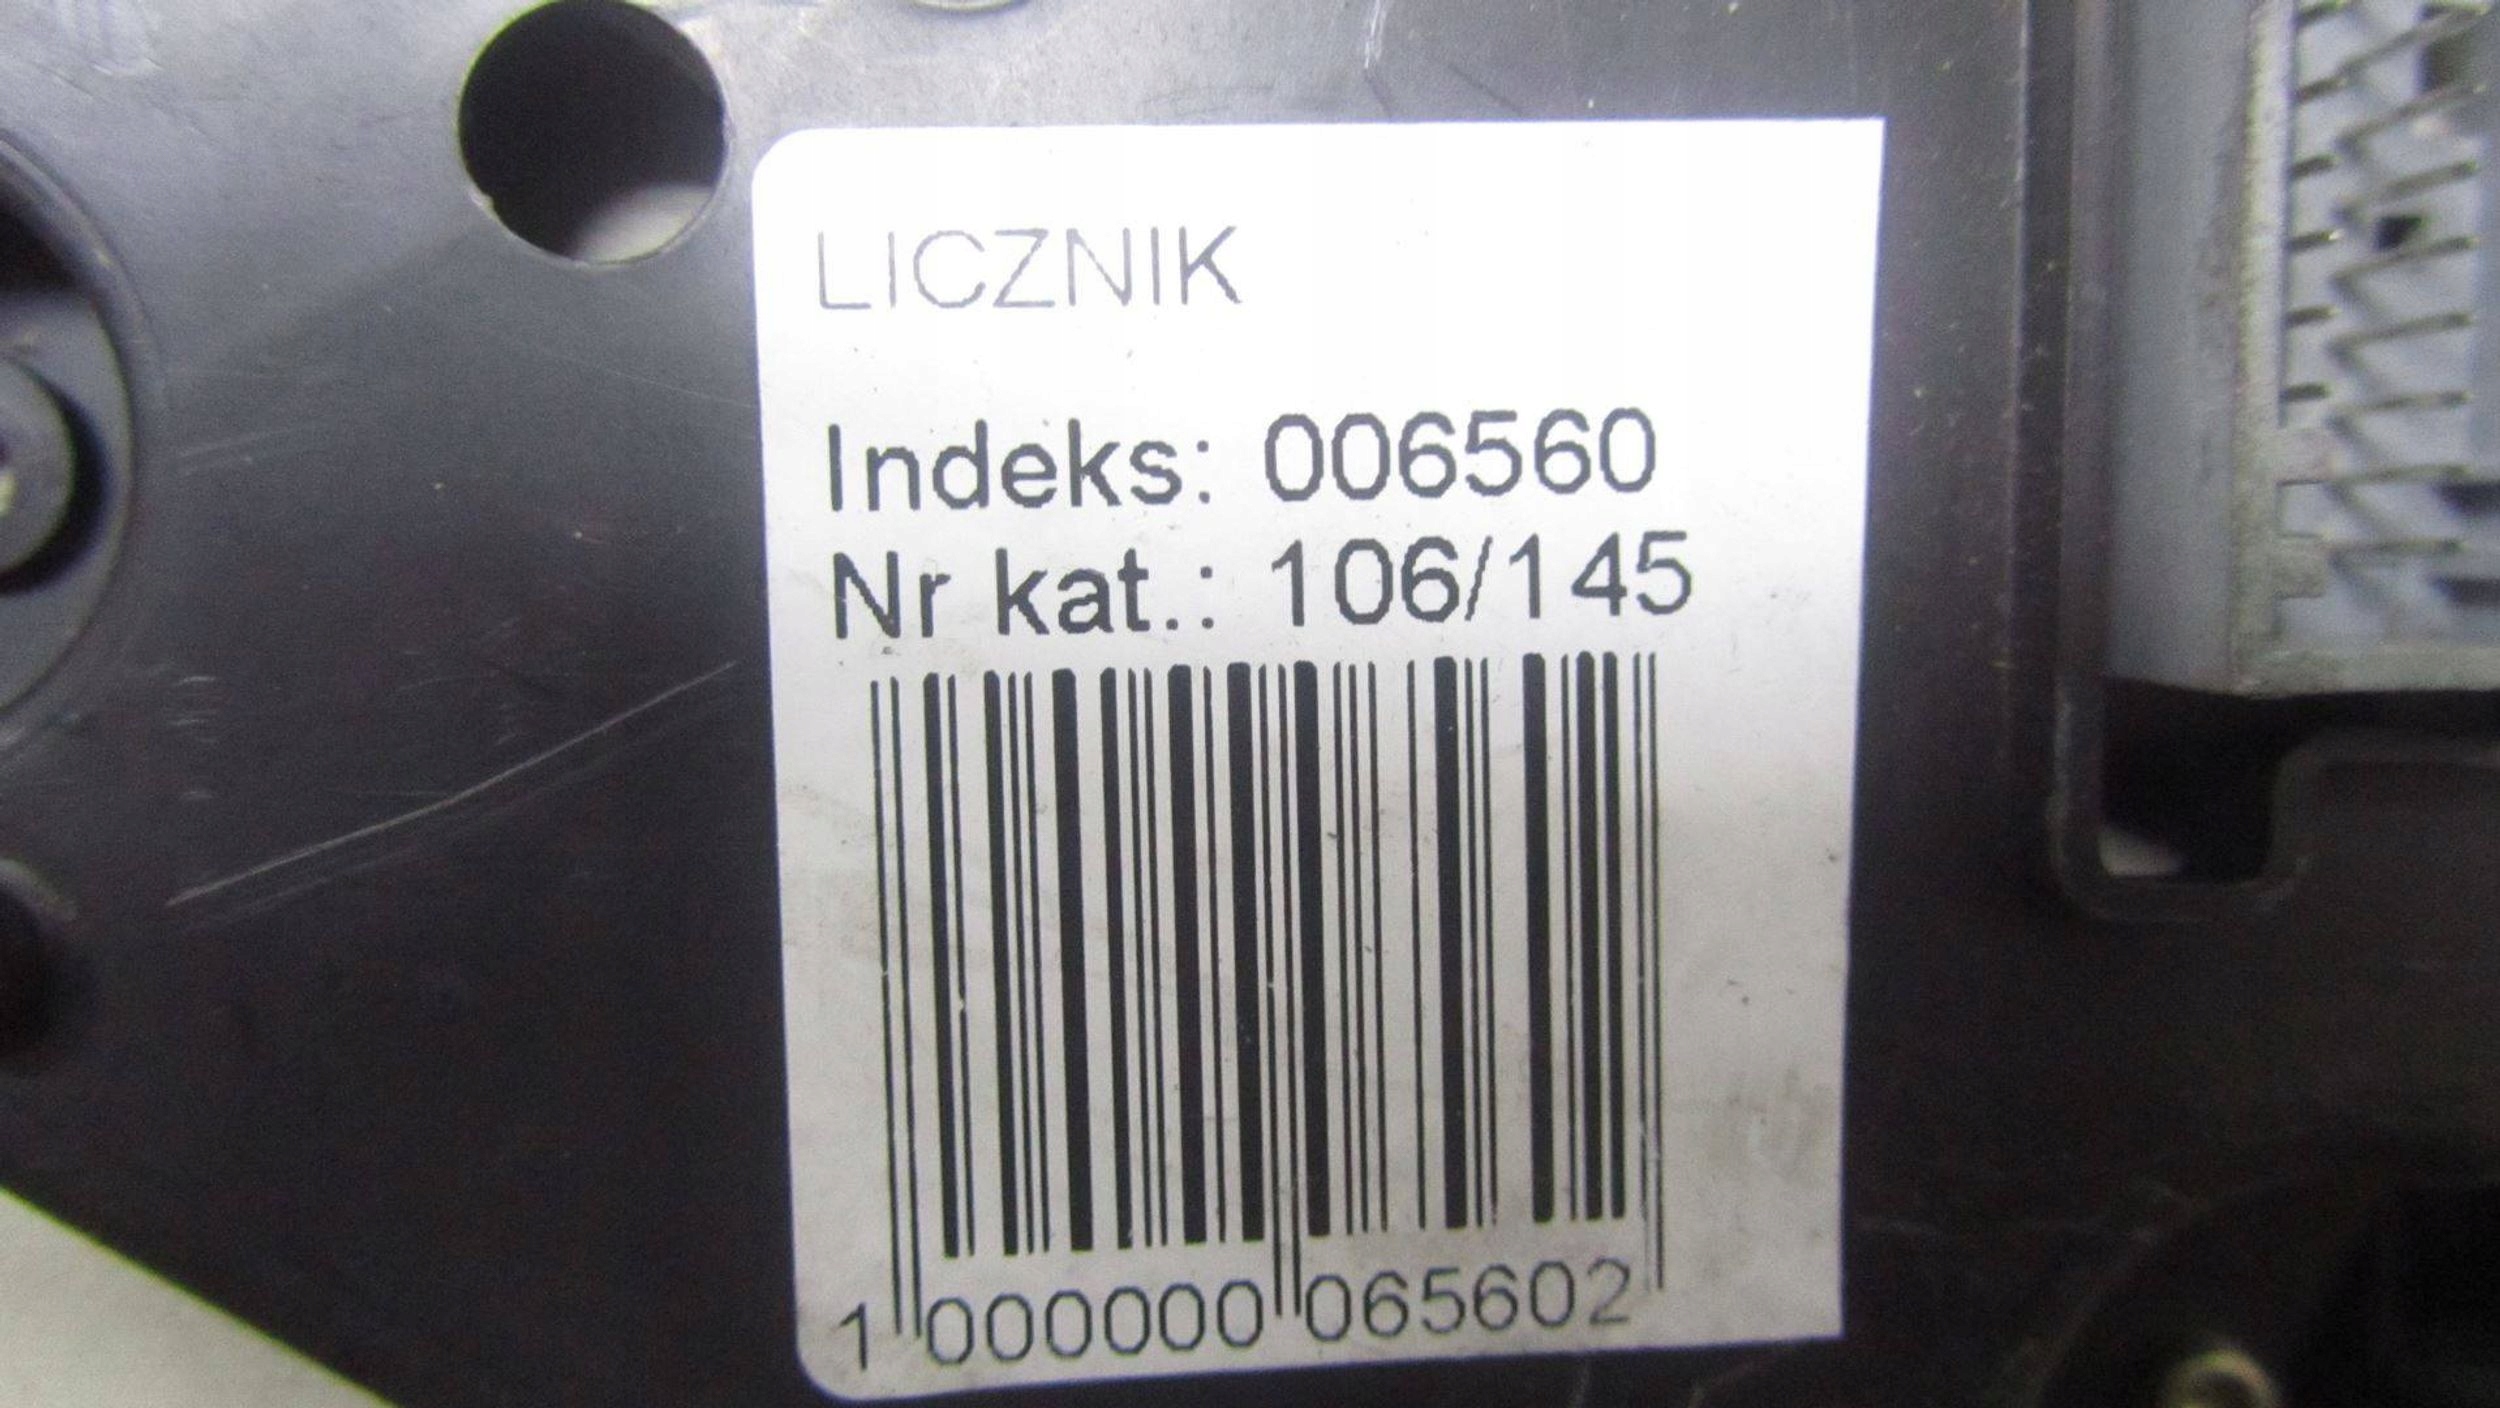 LICZNIK
Indeks: 006560
Nr kat.: 106/145
1 000000 065602